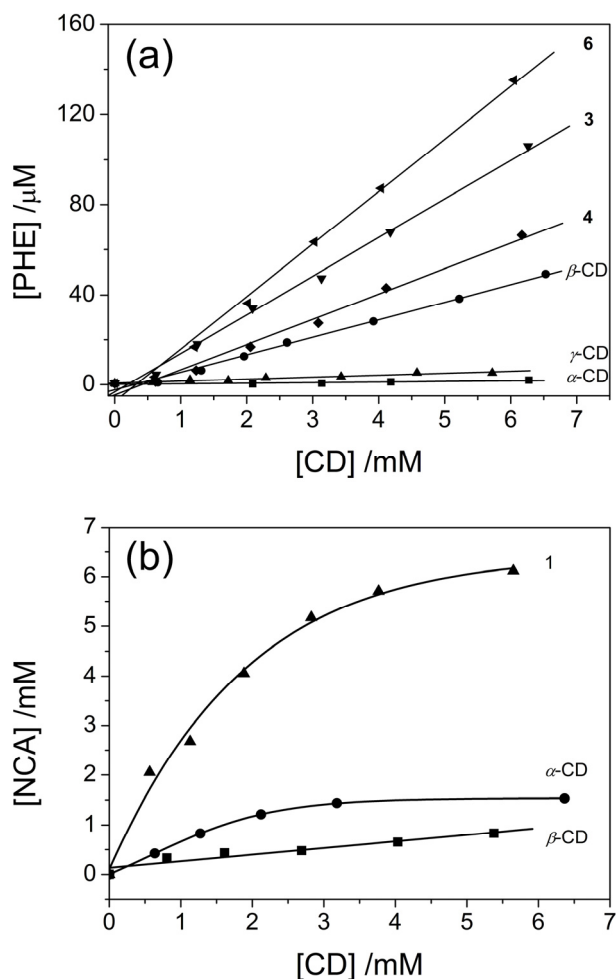 (a)
160
120
80
40
0
[PHE] /μM
6
3
4
β-CD
γ-CD
α-CD
0 1 2 3 4 5 6 7
[CD] /mM
(b)
7
6
5
4
3
2
1
0
[NCA] /mM
1
α-CD
β-CD
0 1 2 3 4 5 6 7
[CD] /mM